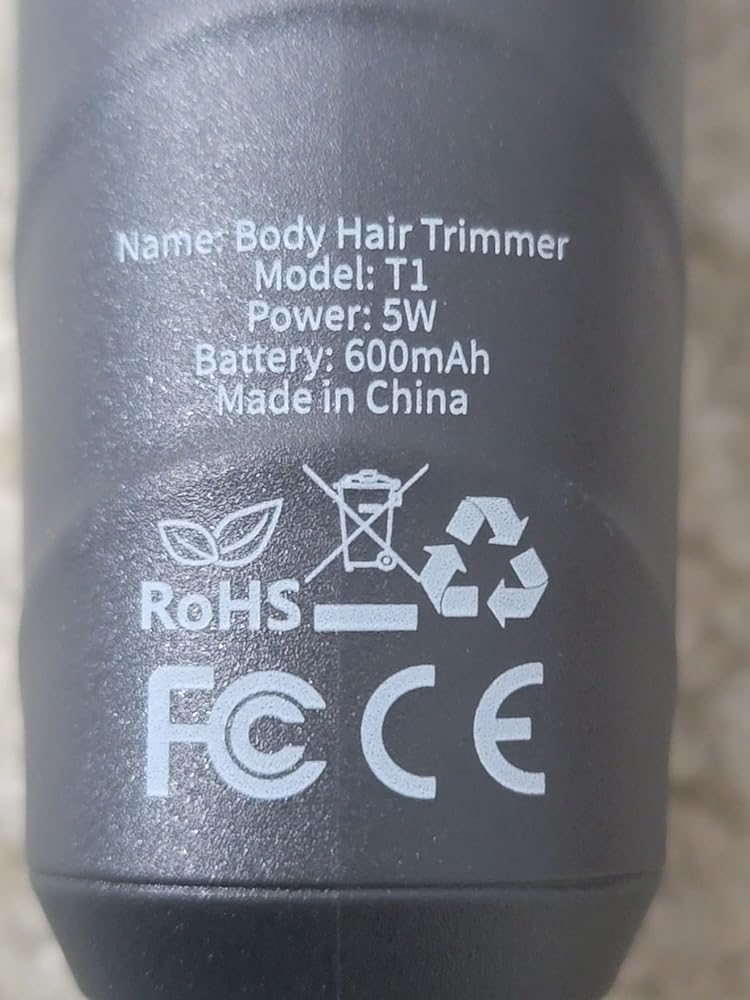 Name: Body Hair Trimmer
Model: T1
Power: 5W
Battery: 600mAh
Made in China
RoHS
FC CE